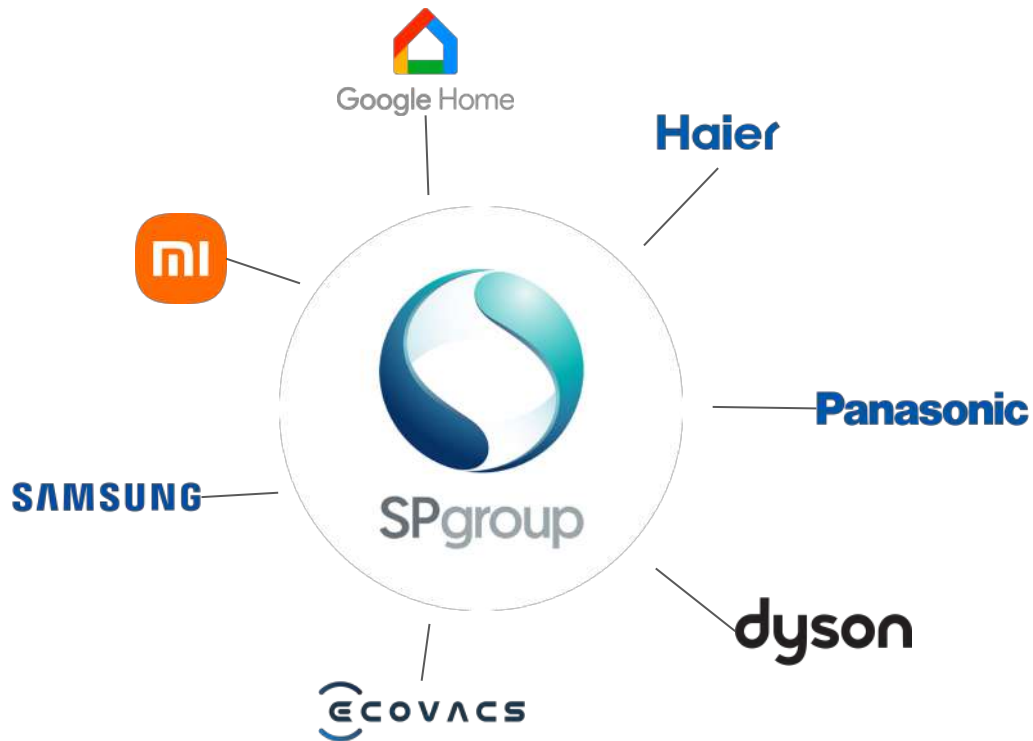 Google Home
Haier
mi
Panasonic
SAMSUNG
SPgroup
dyson
ECOVACS